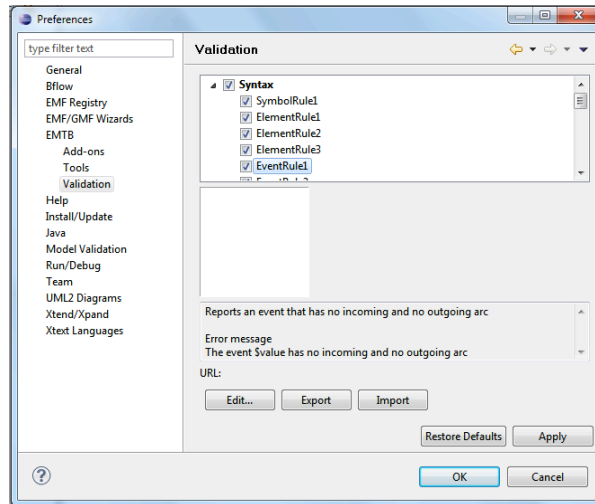 Preferences
type filter text
General
Bflow
EMF Registry
EMF/GMF Wizards
EMTB
Add-ons
Tools
Validation
Help
Install/Update
Java
Model Validation
Run/Debug
Team
UML2 Diagrams
Xtend/Xpand
Xtext Languages
Validation
Syntax
SymbolRule1
ElementRule1
ElementRule2
ElementRule3
EventRule1
Reports an event that has no incoming and no outgoing arc
Error message
The event $value has no incoming and no outgoing arc
URL:
Edit... Export Import
Restore Defaults Apply
OK Cancel